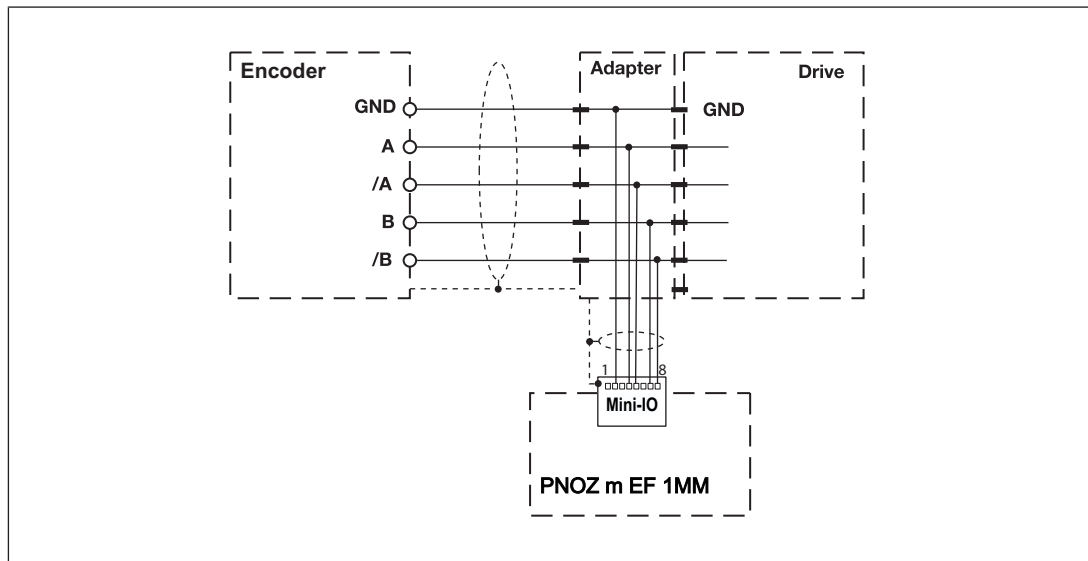 Encoder
Adapter
Drive
GND
GND
A
/A
B
/B
1
8
Mini-IO
PNOZ m EF 1MM